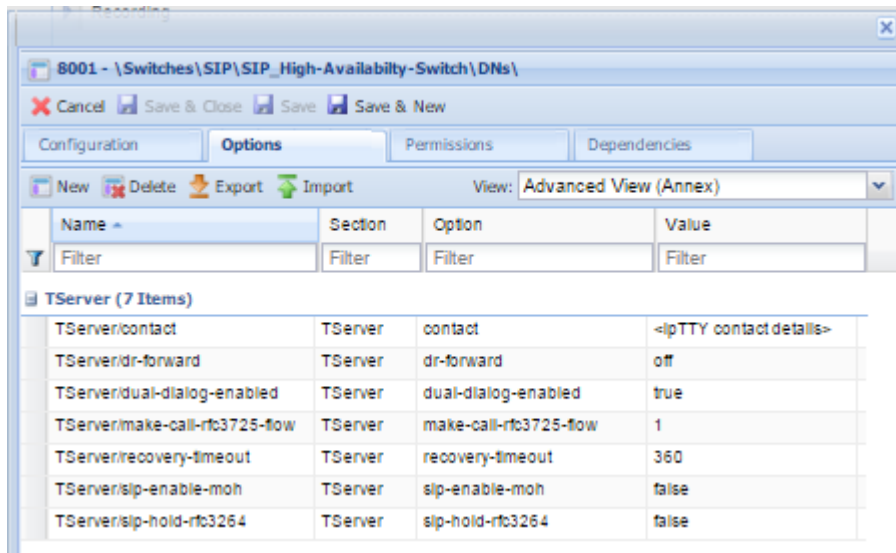 Recording
8001 - \Switches\SIP\SIP_High-Availabilty-Switch\DNs\
Cancel Save & Close Save Save & New
Configuration Options Permissions Dependencies
New Delete Export Import View: Advanced View (Annex)
Name Section Option Value
Filter Filter Filter Filter
TServer (7 Items)
TServer/contact TServer contact <ipTTY contact details>
TServer/dr-forward TServer dr-forward off
TServer/dual-dialog-enabled TServer dual-dialog-enabled true
TServer/make-call-rfc3725-flow TServer make-call-rfc3725-flow 1
TServer/recovery-timeout TServer recovery-timeout 360
TServer/sip-enable-moh TServer sip-enable-moh false
TServer/sip-hold-rfc3264 TServer sip-hold-rfc3264 false